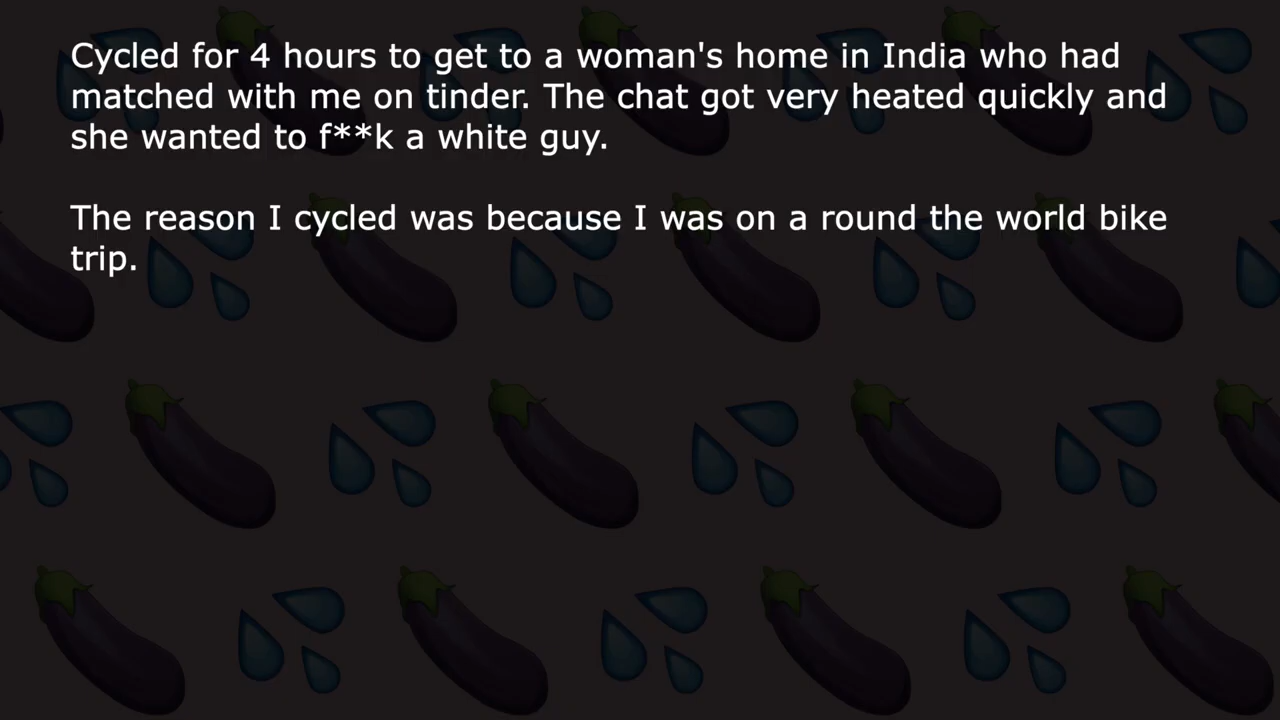 Cycled for 4 hours to get to a woman's home in India who had
matched with me on tinder. The chat got very heated quickly and
she wanted to f**k a white guy.
The reason I cycled was because I was on a round the world bike
trip.